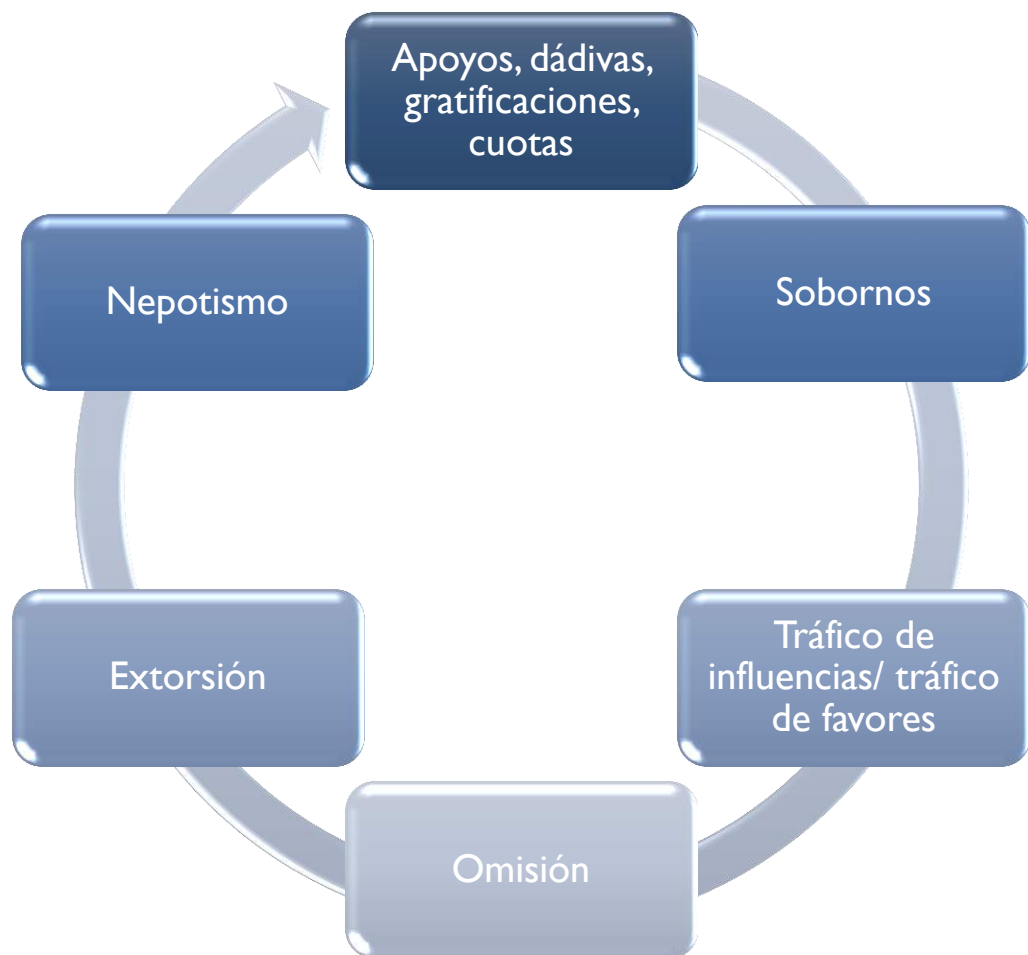 Apoyos, dádivas,
gratificaciones,
cuotas
Sobornos
Tráfico de
influencias/ tráfico
de favores
Omisión
Extorsión
Nepotismo